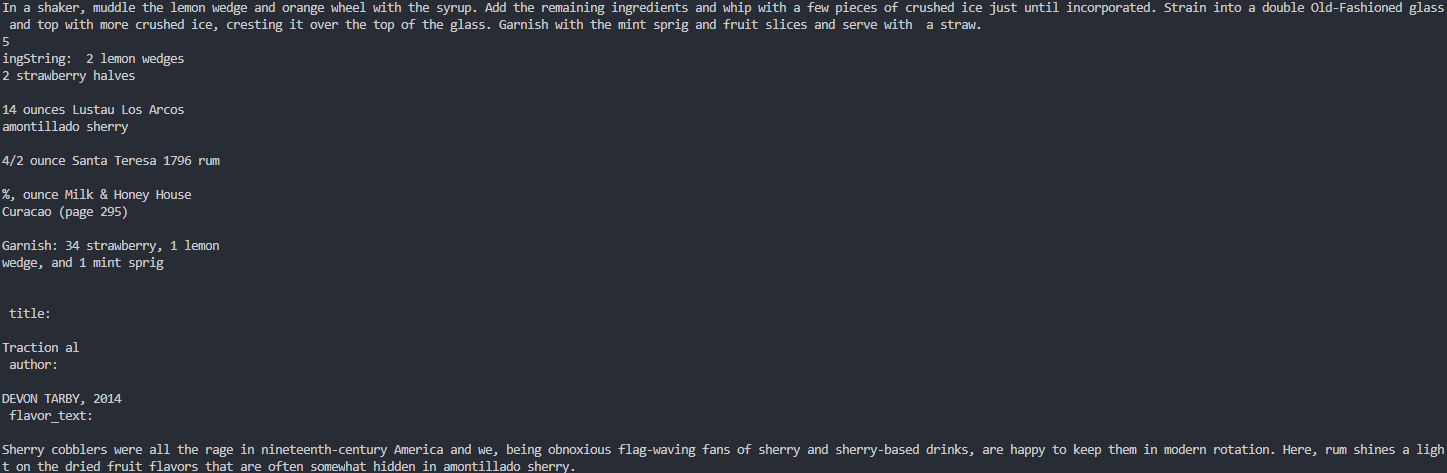 In a shaker, muddle the lemon wedge and orange wheel with the syrup. Add the remaining ingredients and whip with a few pieces of crushed ice just until incorporated. Strain into a double Old-Fashioned glass
and top with more crushed ice, cresting it over the top of the glass. Garnish with the mint sprig and fruit slices and serve with  a straw.
5
ingString:  2 lemon wedges
2 strawberry halves
14 ounces Lustau Los Arcos
amontillado sherry
4/2 ounce Santa Teresa 1796 rum
%, ounce Milk & Honey House
Curacao (page 295)
Garnish: 34 strawberry, 1 lemon
wedge, and 1 mint sprig
title:
Traction al
author:
DEVON TARBY, 2014
flavor_text:
Sherry cobblers were all the rage in nineteenth-century America and we, being obnoxious flag-waving fans of sherry and sherry-based drinks, are happy to keep them in modern rotation. Here, rum shines a ligh
t on the dried fruit flavors that are often somewhat hidden in amontillado sherry.